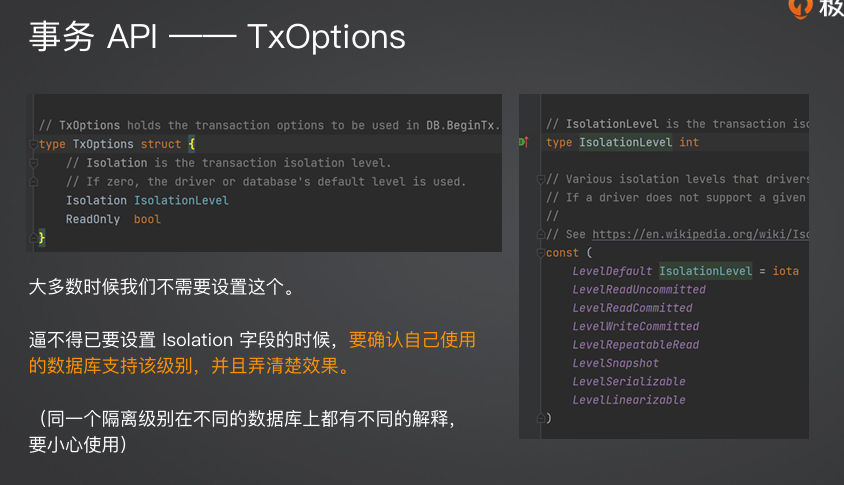 极
事务 API —— TxOptions
// TxOptions holds the transaction options to be used in DB.BeginTx.
type TxOptions struct {
// Isolation is the transaction isolation level.
// If zero, the driver or database's default level is used.
Isolation IsolationLevel
ReadOnly bool
}
大多数时候我们不需要设置这个。
逼不得已要设置 Isolation 字段的时候，要确认自己使用
的数据库支持该级别，并且弄清楚效果。
（同一个隔离级别在不同的数据库上都有不同的解释，
要小心使用）
// IsolationLevel is the transaction iso
type IsolationLevel int
// Various isolation levels that drivers
// If a driver does not support a given
//
// See https://en.wikipedia.org/wiki/Iso
const (
LevelDefault IsolationLevel = iota
LevelReadUncommitted
LevelReadCommitted
LevelWriteCommitted
LevelRepeatableRead
LevelSnapshot
LevelSerializable
LevelLinearizable
)